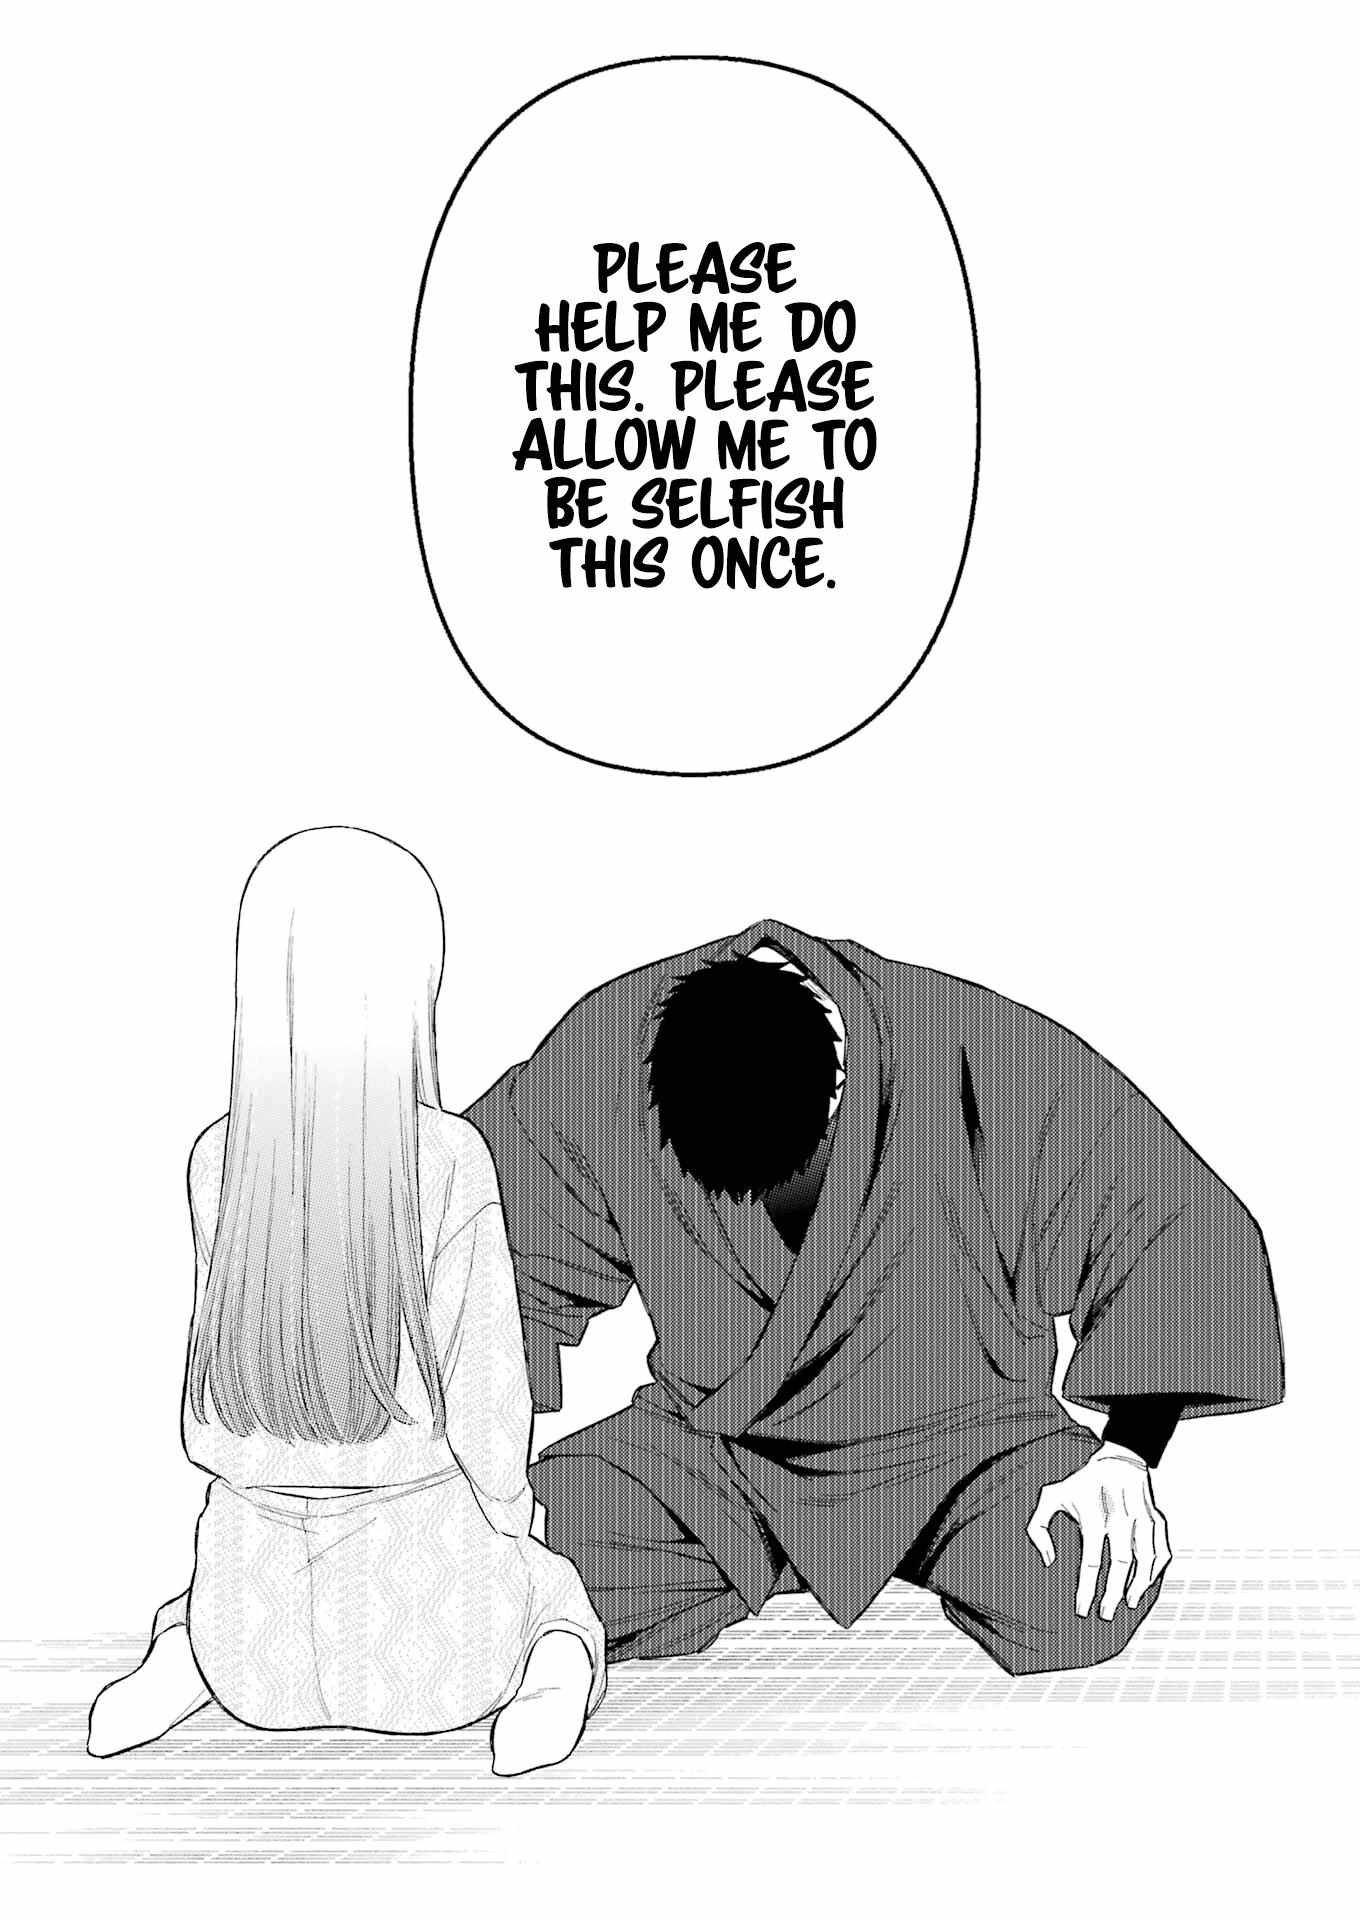 PLEASE
HELP ME DO
THIS. PLEASE
ALLOW ME TO
BE SELFISH
THIS ONCE.